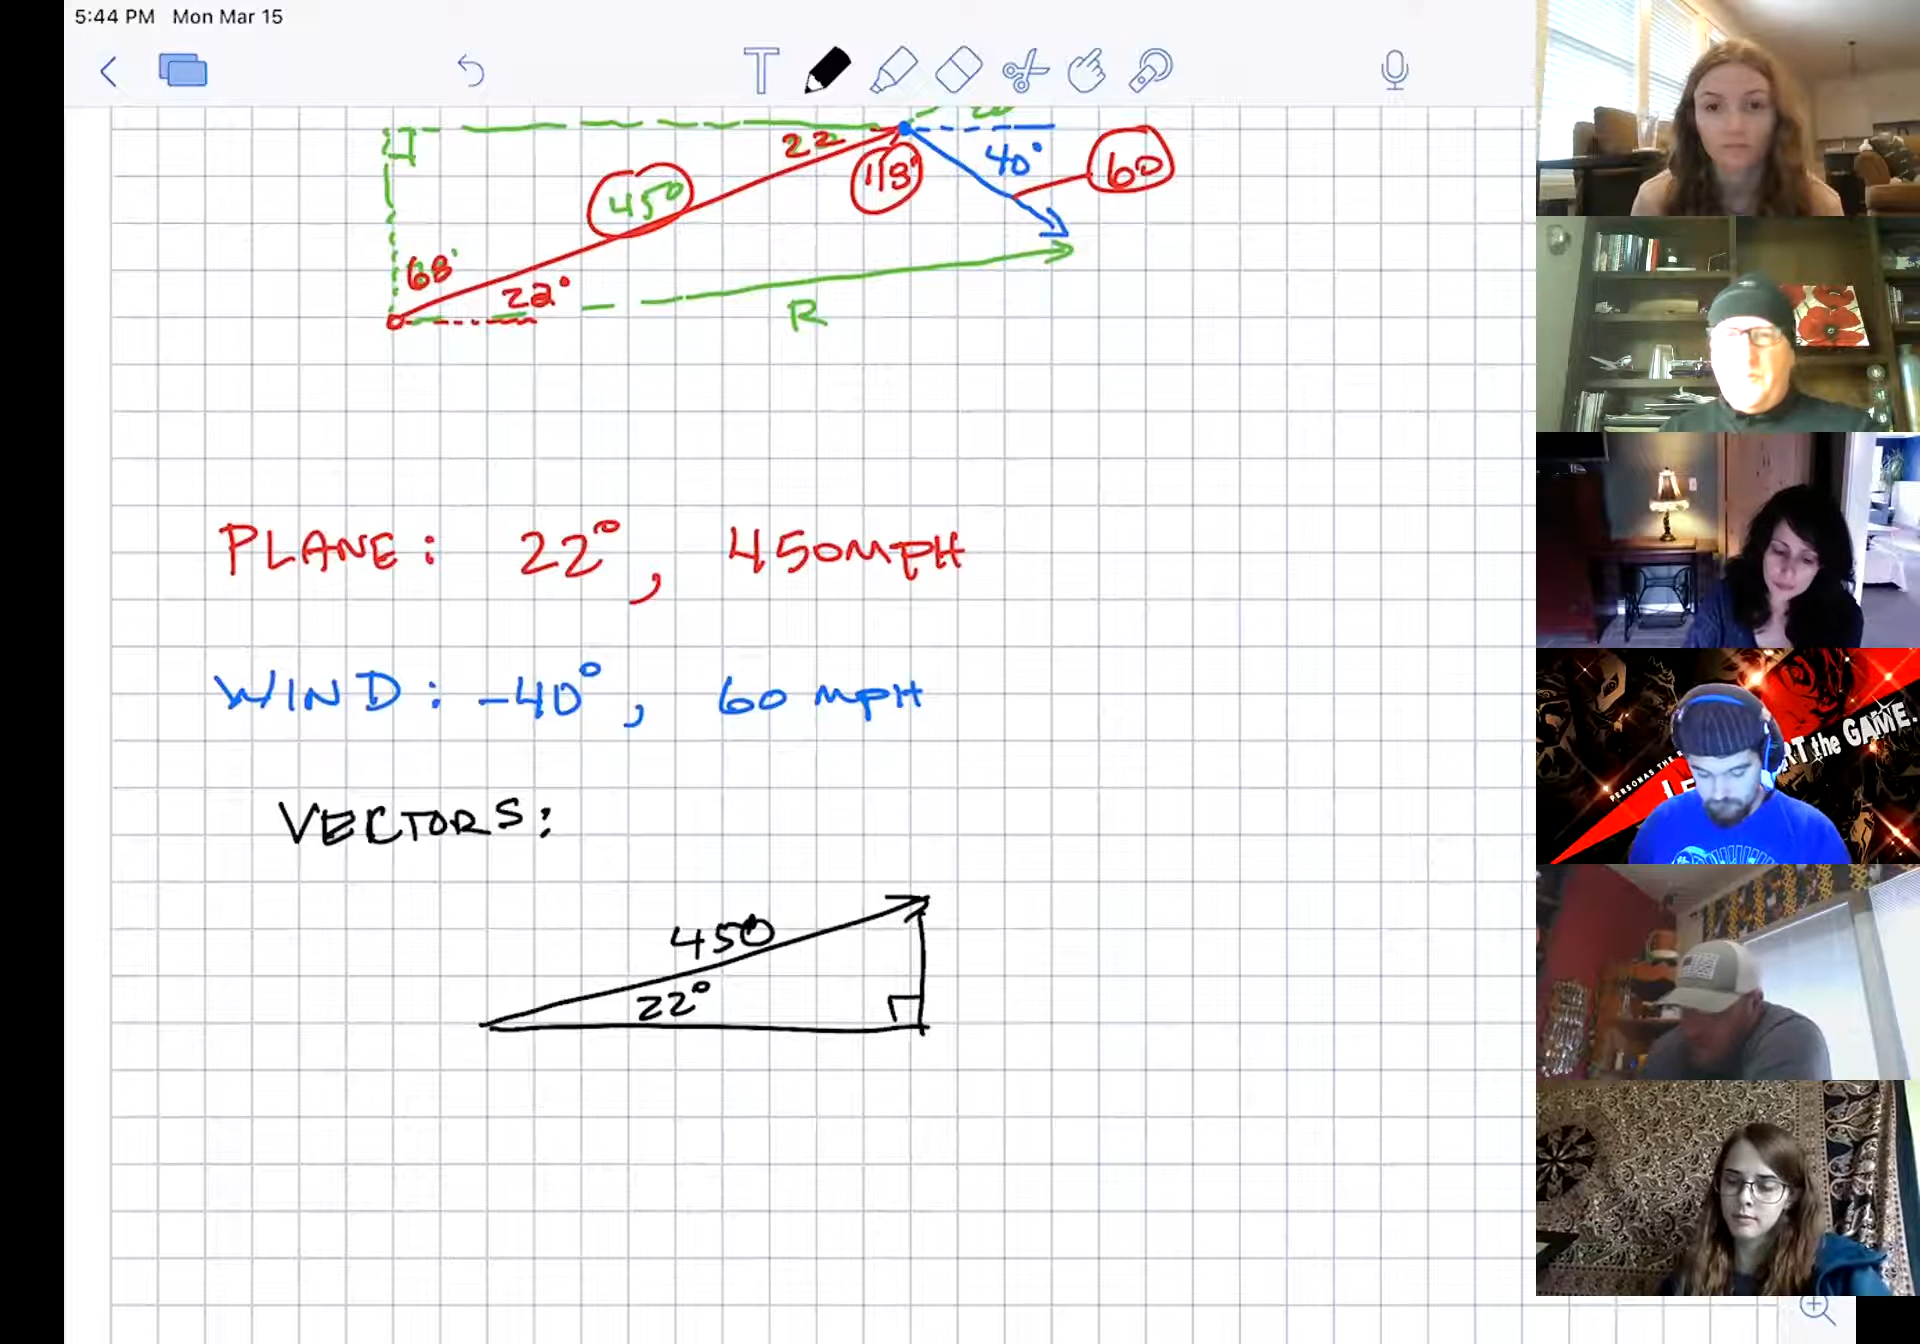 5:44 PM Mon Mar 15
T
22
118°
40°
60
450
68°
22°
R
PLANE: 22°, 450MPH
WIND: -40°, 60 MPH
VECTORS:
450
22°
ART the GAME.